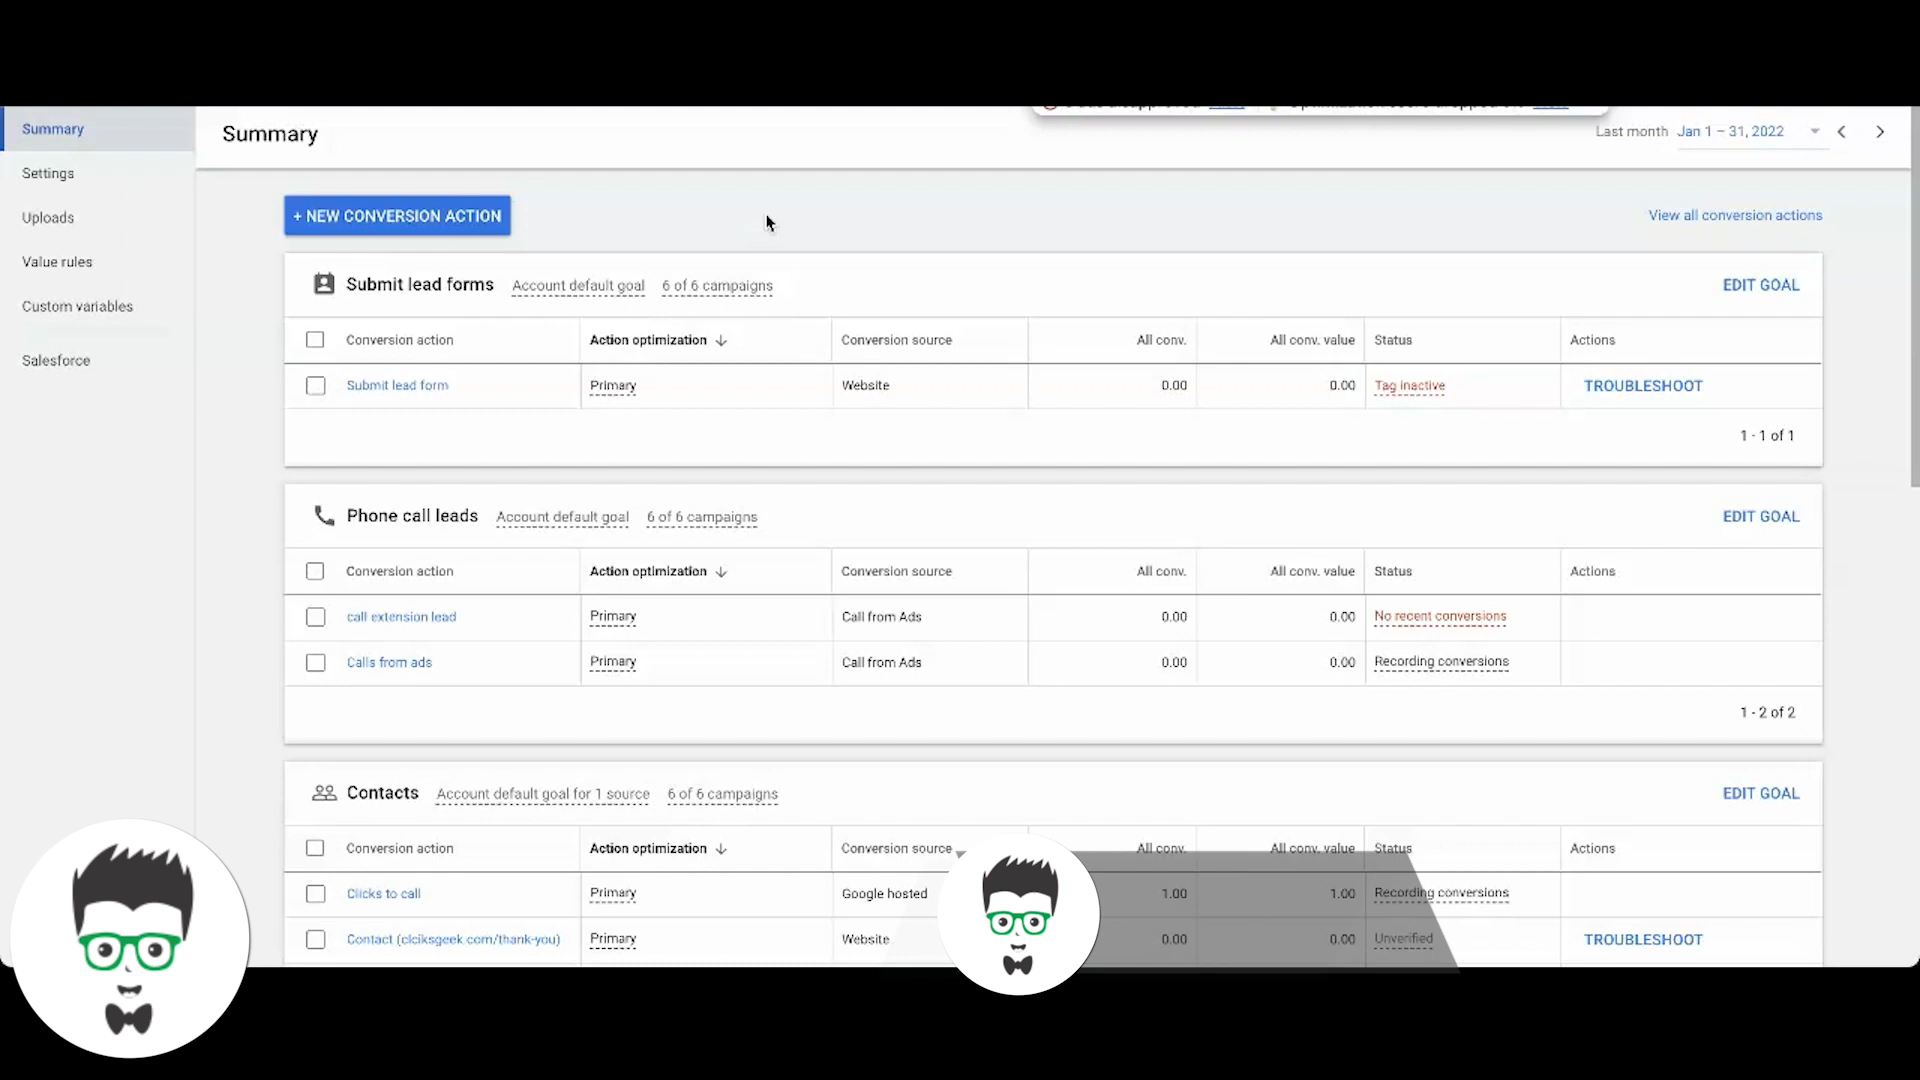 Summary
Settings
Uploads
Value rules
Custom variables
Salesforce
Summary
Last month Jan 1 – 31, 2022
+ NEW CONVERSION ACTION
View all conversion actions
Submit lead forms Account default goal 6 of 6 campaigns EDIT GOAL
Conversion action Action optimization Conversion source All conv. All conv. value Status Actions
Submit lead form Primary Website 0.00 0.00 Tag inactive TROUBLESHOOT
1 - 1 of 1
Phone call leads Account default goal 6 of 6 campaigns EDIT GOAL
Conversion action Action optimization Conversion source All conv. All conv. value Status Actions
call extension lead Primary Call from Ads 0.00 0.00 No recent conversions
Calls from ads Primary Call from Ads 0.00 0.00 Recording conversions
1 - 2 of 2
Contacts Account default goal for 1 source 6 of 6 campaigns EDIT GOAL
Conversion action Action optimization Conversion source All conv. All conv. value Status Actions
Clicks to call Primary Google hosted 1.00 1.00 Recording conversions
Contact (clciksgeek.com/thank-you) Primary Website 0.00 0.00 Unverified TROUBLESHOOT